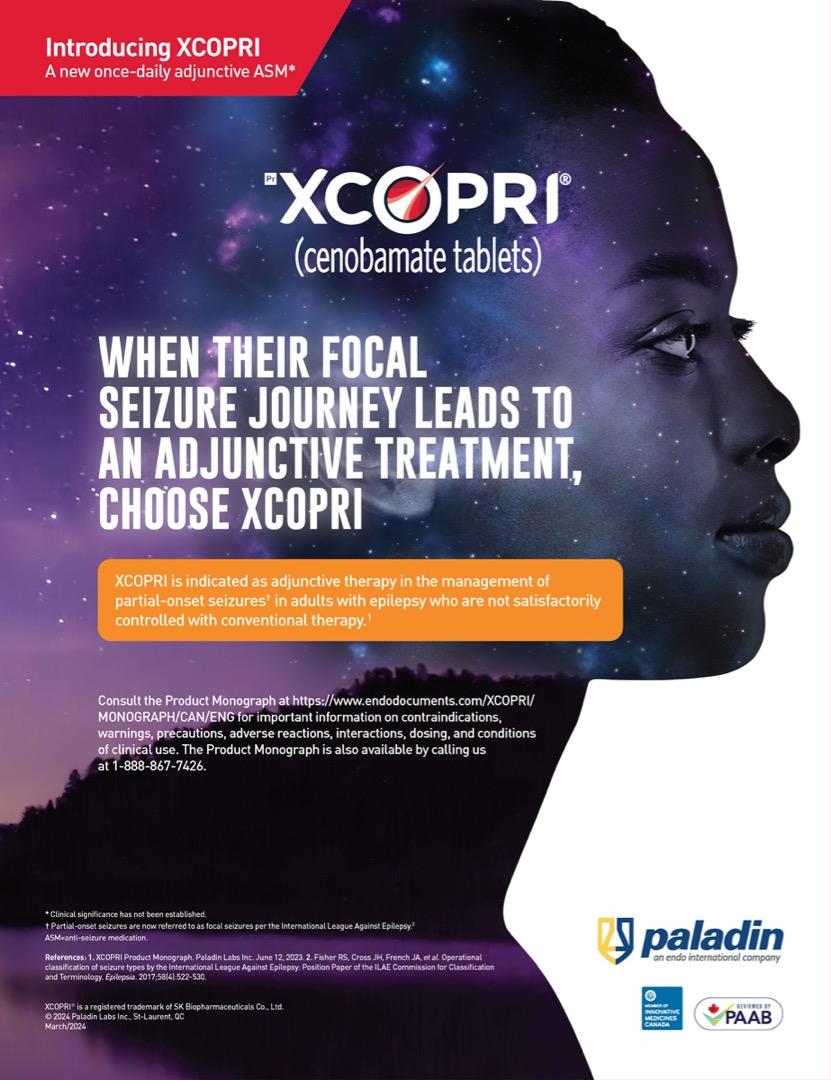 Introducing XCOPRI
A new once-daily adjunctive ASM*
Pr XCOPRI®
(cenobamate tablets)
WHEN THEIR FOCAL
SEIZURE JOURNEY LEADS TO
AN ADJUNCTIVE TREATMENT,
CHOOSE XCOPRI
XCOPRI is indicated as adjunctive therapy in the management of
partial-onset seizures† in adults with epilepsy who are not satisfactorily
controlled with conventional therapy.¹
Consult the Product Monograph at https://www.endodocuments.com/XCOPRI/
MONOGRAPH/CAN/ENG for important information on contraindications,
warnings, precautions, adverse reactions, interactions, dosing, and conditions
of clinical use. The Product Monograph is also available by calling us
at 1-888-867-7426.
* Clinical significance has not been established.
† Partial-onset seizures are now referred to as focal seizures per the International League Against Epilepsy.²
ASM=anti-seizure medication.
References: 1. XCOPRI Product Monograph. Paladin Labs Inc. June 12, 2023. 2. Fisher RS, Cross JH, French JA, et al. Operational
classification of seizure types by the International League Against Epilepsy: Position Paper of the ILAE Commission for Classification
and Terminology. Epilepsia. 2017;58(4):522-530.
XCOPRI® is a registered trademark of SK Biopharmaceuticals Co., Ltd.
© 2024 Paladin Labs Inc., St-Laurent, QC
March/2024
paladin
an endo international company
MEMBER OF
INNOVATIVE
MEDICINES
CANADA
REVIEWED BY
PAAB